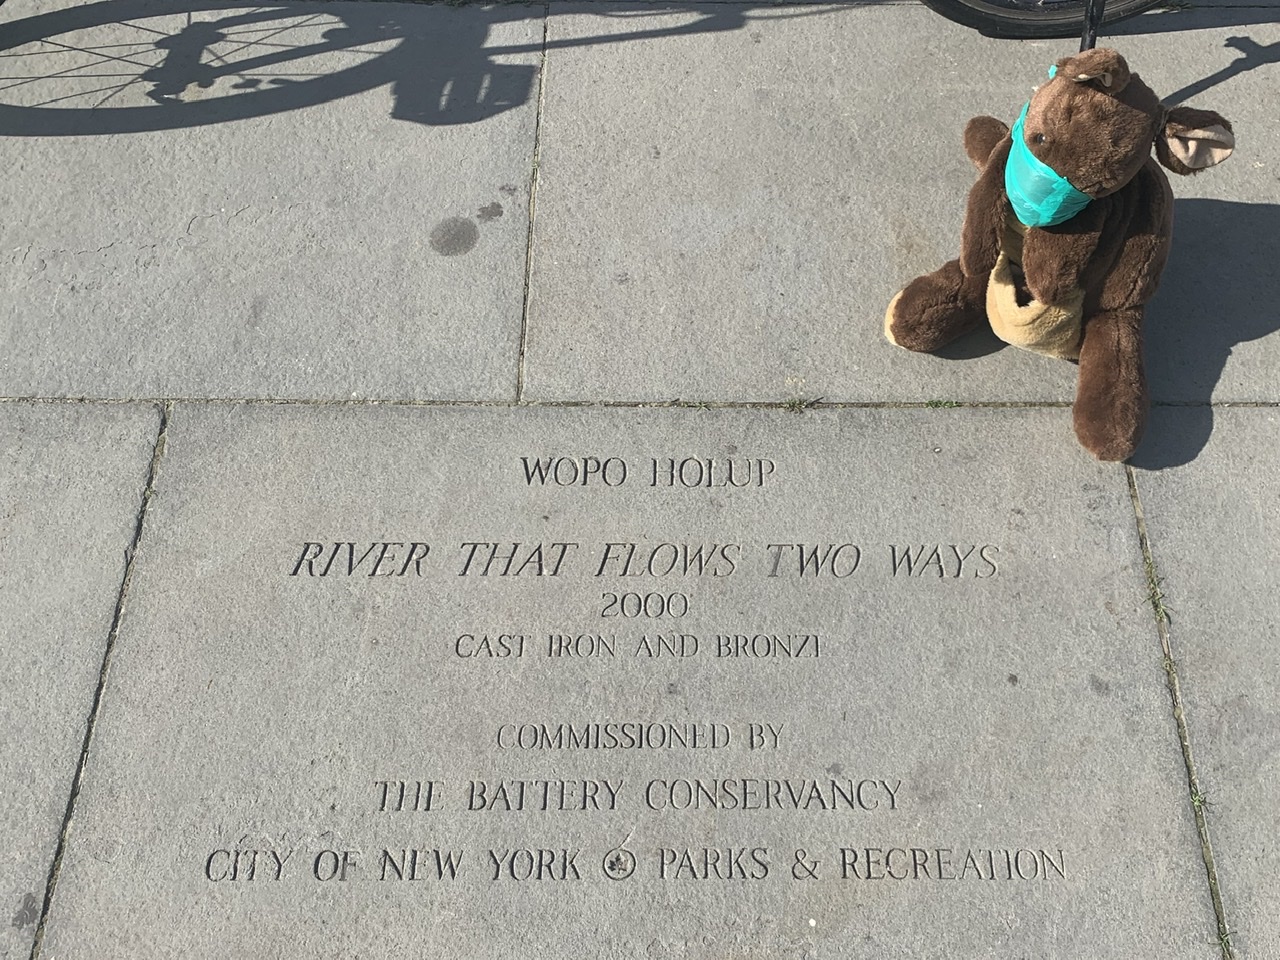 WOPO HOLUP
RIVER THAT FLOWS TWO WAYS
2000
CAST IRON AND BRONZE
COMMISSIONED BY
THE BATTERY CONSERVANCY
CITY OF NEW YORK PARKS & RECREATION